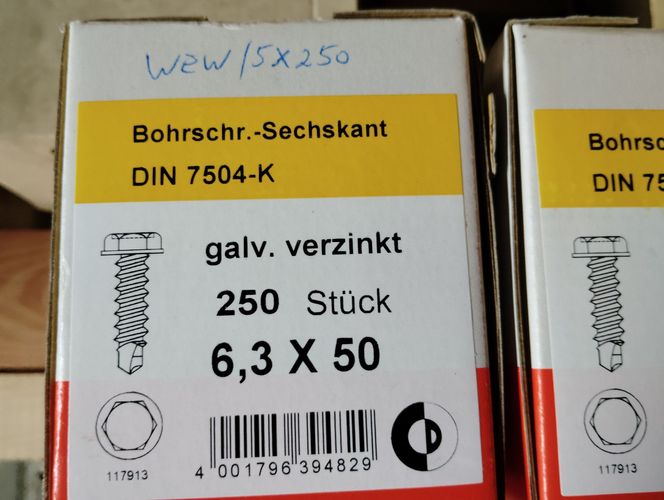 WZW/5X250
Bohrschr.-Sechskant
DIN 7504-K
galv. verzinkt
250 Stück
6,3 X 50
117913
4 001796 394829
Bohrsc
DIN 75
117913